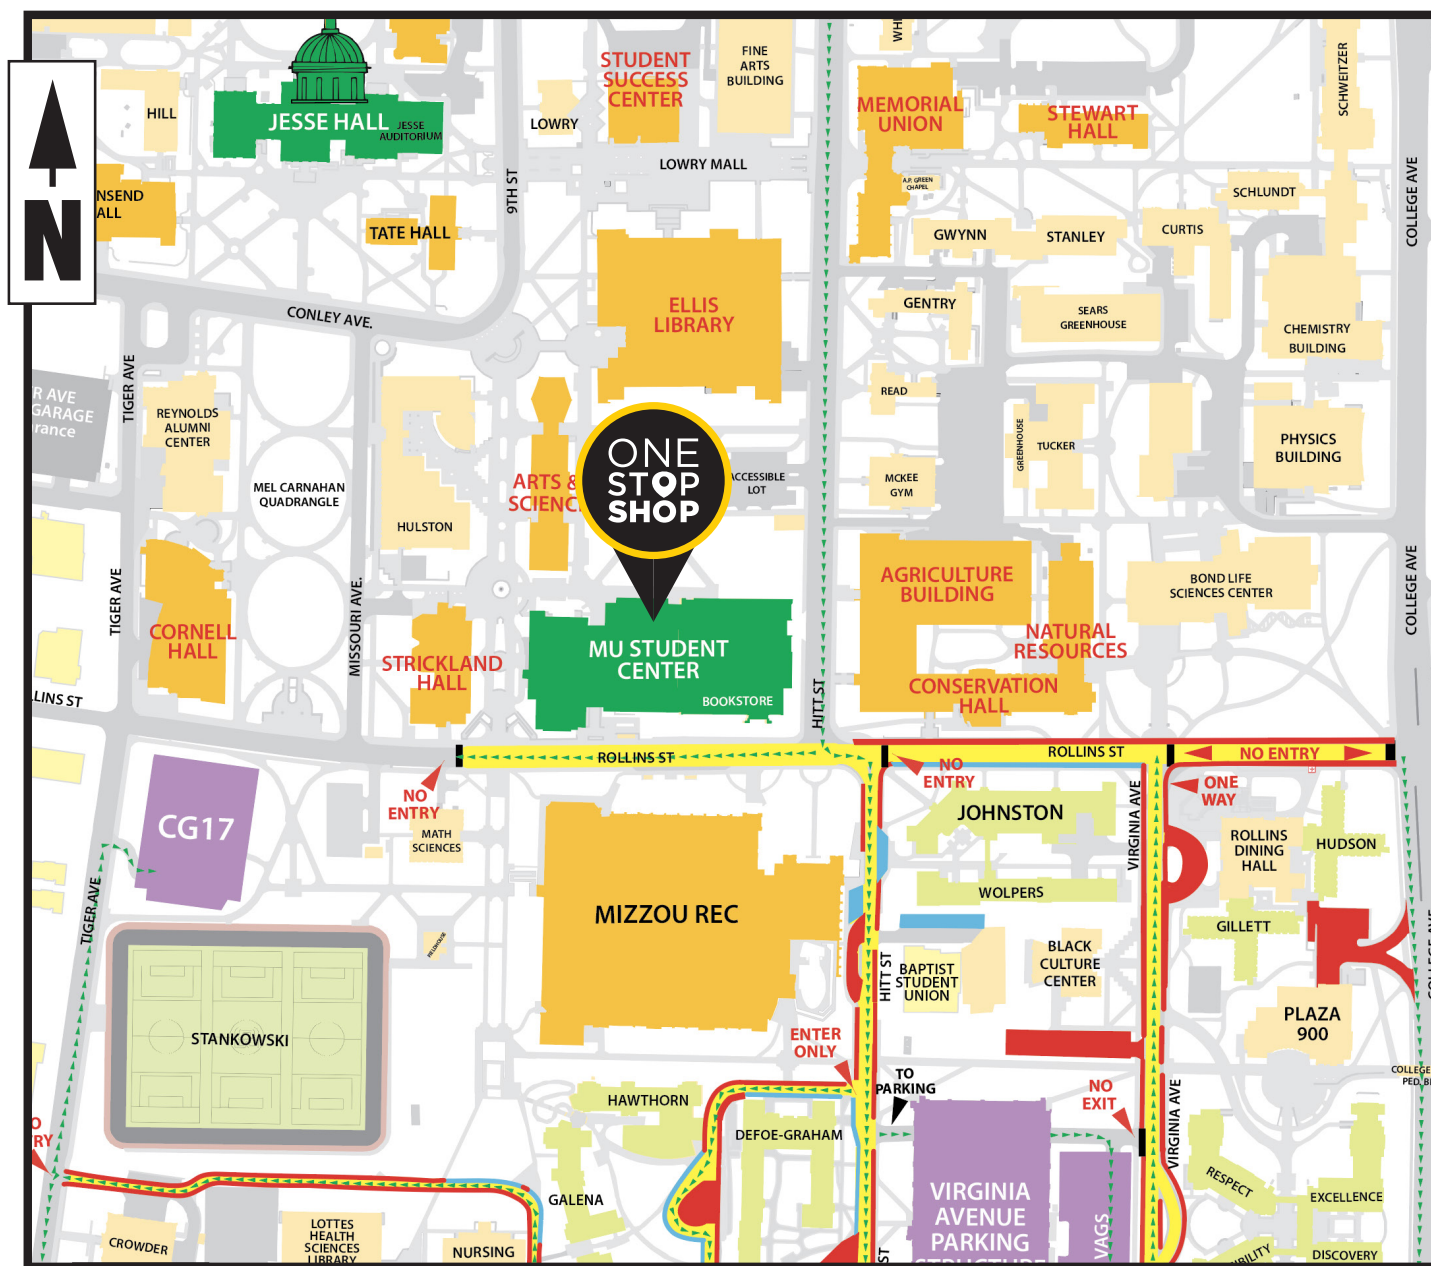 N
HILL
JESSE HALL
JESSE
AUDITORIUM
LOWRY
STUDENT
SUCCESS
CENTER
FINE
ARTS
BUILDING
LOWRY MALL
9TH ST
TATE HALL
MEMORIAL
UNION
STEWART
HALL
A.P. GREEN
CHAPEL
SCHWEITZER
COLLEGE AVE
SCHLUNDT
GWYNN
STANLEY
CURTIS
CONLEY AVE.
ELLIS
LIBRARY
GENTRY
SEARS
GREENHOUSE
CHEMISTRY
BUILDING
TIGER AVE
REYNOLDS
ALUMNI
CENTER
MEL CARNAHAN
QUADRANGLE
HULSTON
ARTS &
ONE
STOP
SHOP
ACCESSIBLE
LOT
READ
MCKEE
GYM
GREENHOUSE
TUCKER
PHYSICS
BUILDING
TIGER AVE
CORNELL
HALL
MISSOURI AVE.
STRICKLAND
HALL
MU STUDENT
CENTER
BOOKSTORE
HITT ST
AGRICULTURE
BUILDING
NATURAL
RESOURCES
CONSERVATION
HALL
BOND LIFE
SCIENCES CENTER
COLLEGE AVE
ROLLINS ST
ROLLINS ST
NO ENTRY
NO
ENTRY
NO
ENTRY
ONE
WAY
CG17
MATH
SCIENCES
MIZZOU REC
JOHNSTON
VIRGINIA AVE
ROLLINS
DINING
HALL
HUDSON
WOLPERS
GILLETT
TIGER AVE
FIELDHOUSE
HITT ST
BAPTIST
STUDENT
UNION
BLACK
CULTURE
CENTER
PLAZA
900
STANKOWSKI
ENTER
ONLY
TO
PARKING
NO
EXIT
VIRGINIA AVE
HAWTHORN
DEFOE-GRAHAM
GALENA
VIRGINIA
AVENUE
PARKING
STRUCTURE
VAGS
RESPECT
EXCELLENCE
DISCOVERY
CROWDER
LOTTES
HEALTH
SCIENCES
LIBRARY
NURSING
ST